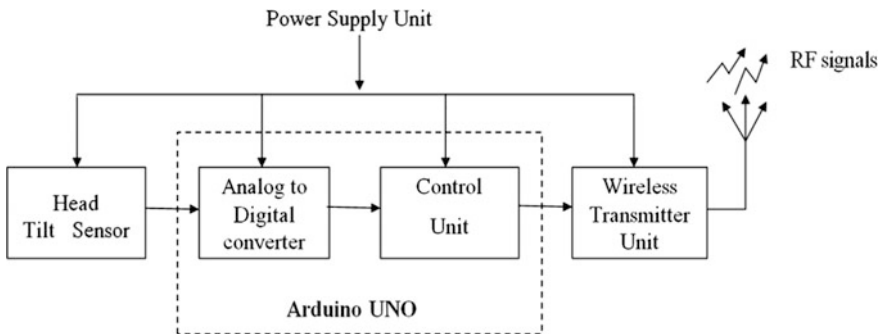 Power Supply Unit
RF signals
Head
Tilt Sensor
Analog to
Digital
converter
Control
Unit
Wireless
Transmitter
Unit
Arduino UNO